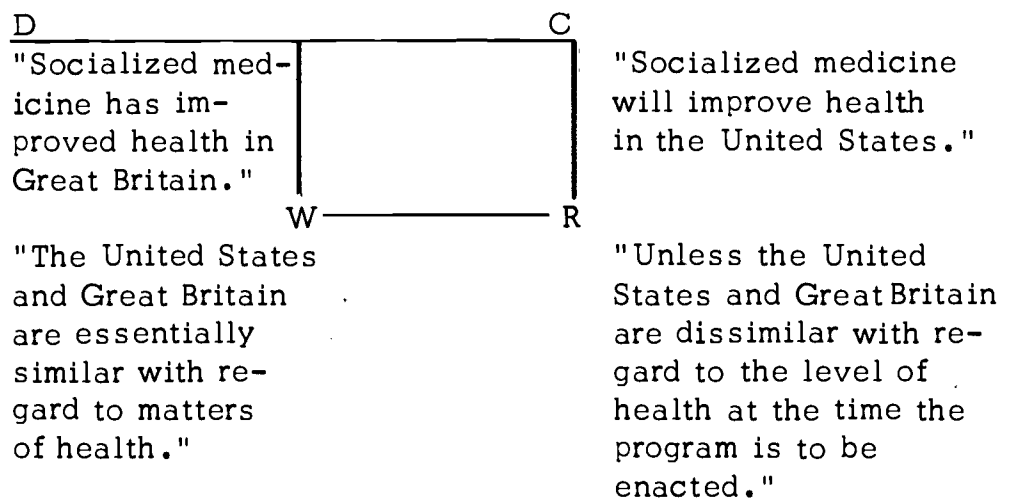 D C
"Socialized med-
icine has im-
proved health in
Great Britain."
"Socialized medicine
will improve health
in the United States."
W R
"The United States
and Great Britain
are essentially
similar with re-
gard to matters
of health."
"Unless the United
States and Great Britain
are dissimilar with re-
gard to the level of
health at the time the
program is to be
enacted."